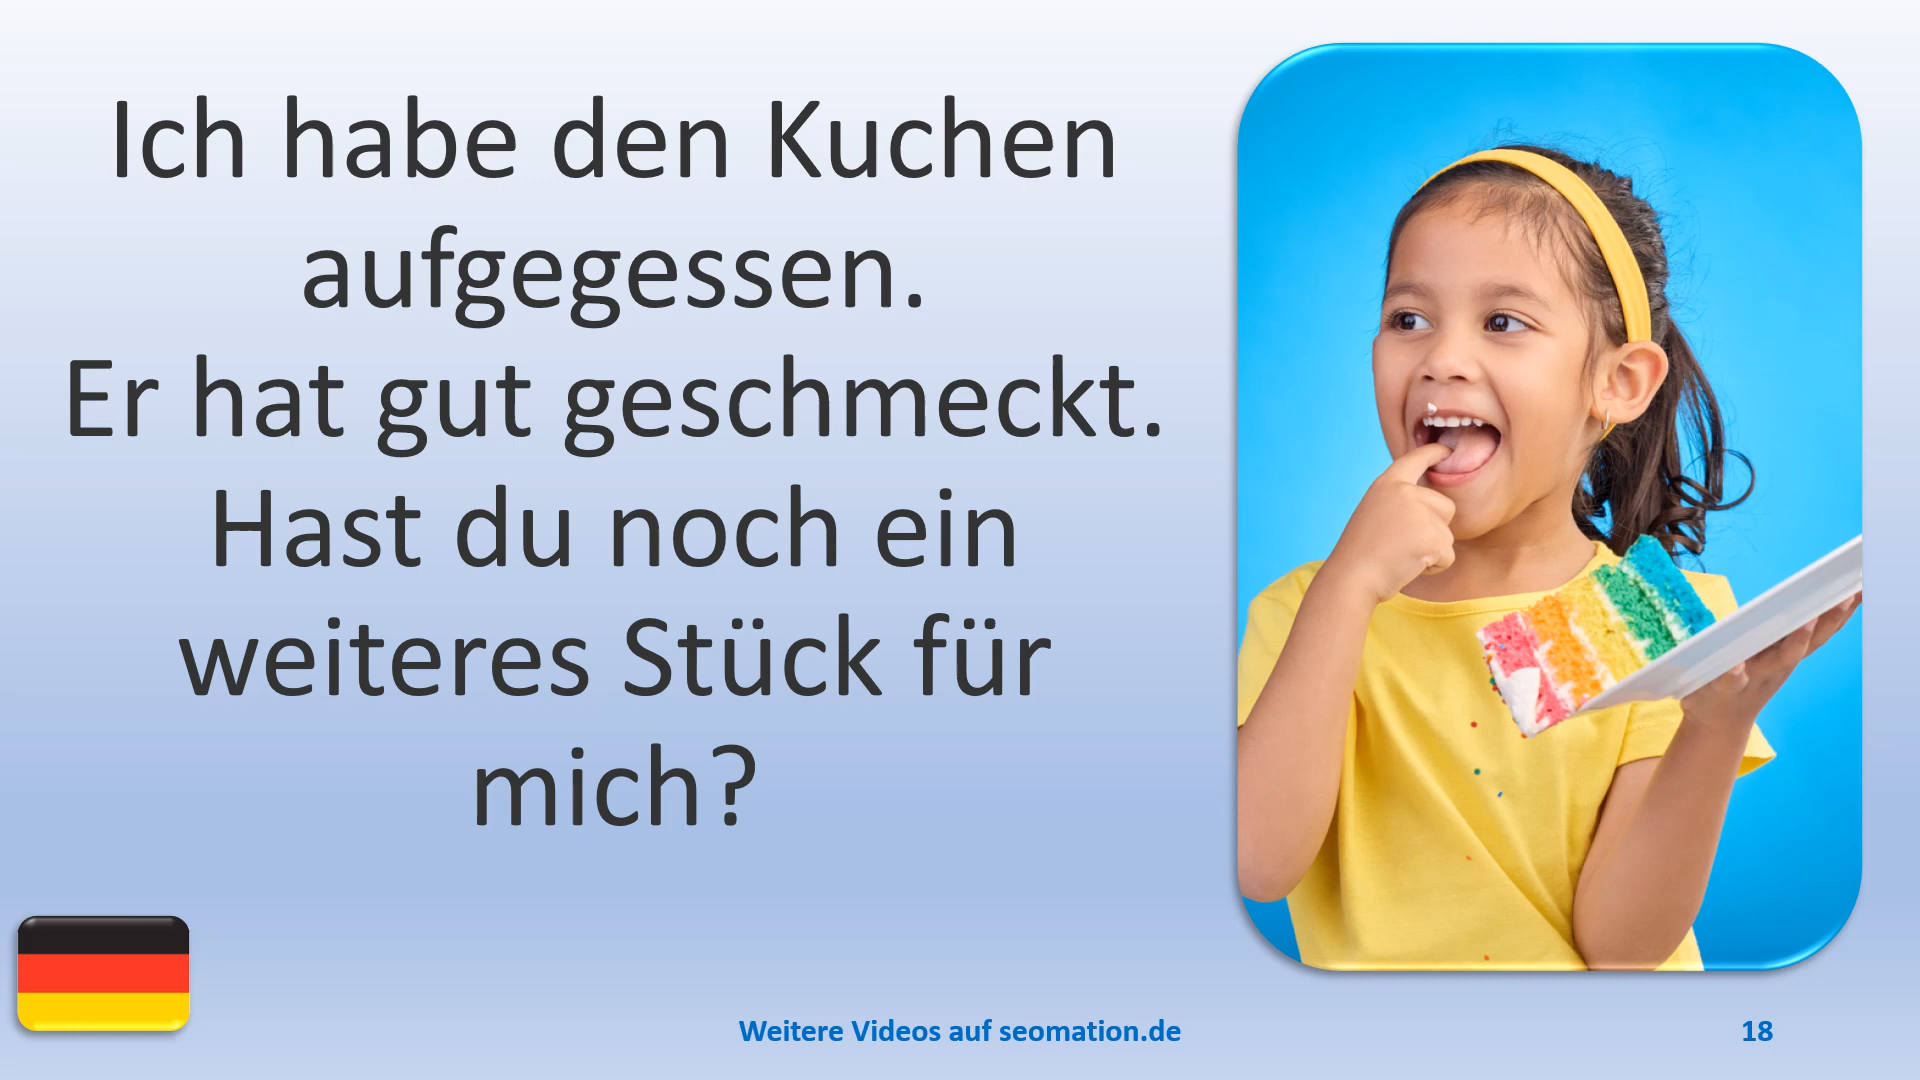 Ich habe den Kuchen
aufgegessen.
Er hat gut geschmeckt.
Hast du noch ein
weiteres Stück für
mich?
Weitere Videos auf seomation.de
18